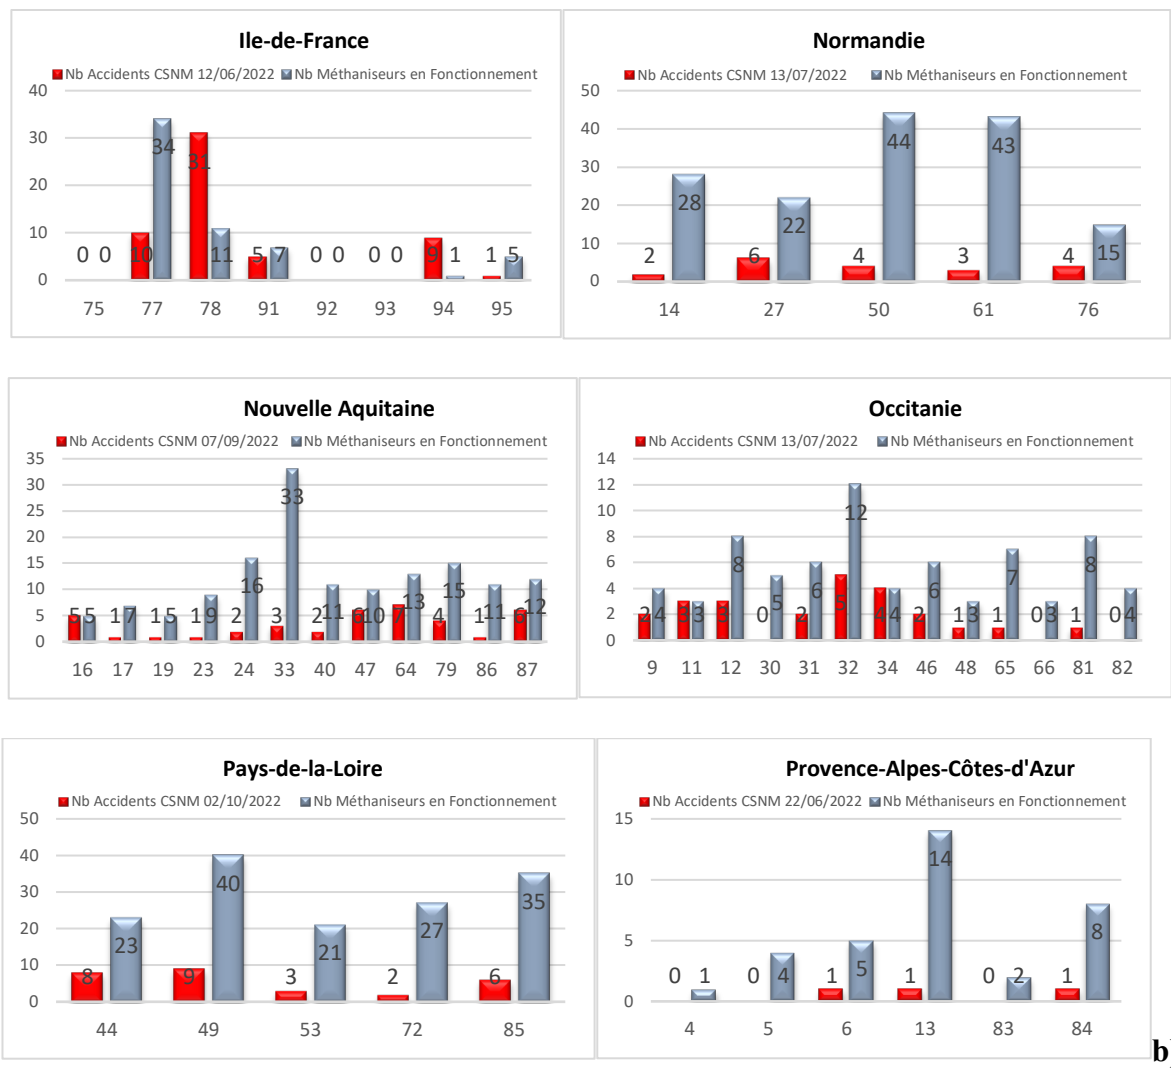 Ile-de-France
Nb Accidents CSNM 12/06/2022 Nb Méthaniseurs en Fonctionnement
40
30
20
10
0
0 0 10 34 31 11 5 7 0 0 0 0 9 1 1 5
75 77 78 91 92 93 94 95
Normandie
Nb Accidents CSNM 13/07/2022 Nb Méthaniseurs en Fonctionnement
50
40
30
20
10
0
2 28 6 22 4 44 3 43 4 15
14 27 50 61 76
Nouvelle Aquitaine
Nb Accidents CSNM 07/09/2022 Nb Méthaniseurs en Fonctionnement
35
30
25
20
15
10
5
0
5 5 1 7 1 5 1 9 2 16 3 33 2 11 6 10 7 13 4 15 1 11 6 12
16 17 19 23 24 33 40 47 64 79 86 87
Occitanie
Nb Accidents CSNM 13/07/2022 Nb Méthaniseurs en Fonctionnement
14
12
10
8
6
4
2
0
2 4 3 3 3 8 0 5 2 6 5 12 4 4 2 6 1 3 1 7 0 3 1 8 0 4
9 11 12 30 31 32 34 46 48 65 66 81 82
Pays-de-la-Loire
Nb Accidents CSNM 02/10/2022 Nb Méthaniseurs en Fonctionnement
50
40
30
20
10
0
8 23 9 40 3 21 2 27 6 35
44 49 53 72 85
Provence-Alpes-Côtes-d'Azur
Nb Accidents CSNM 22/06/2022 Nb Méthaniseurs en Fonctionnement
15
10
5
0
0 1 0 4 1 5 1 14 0 2 1 8
4 5 6 13 83 84
b)